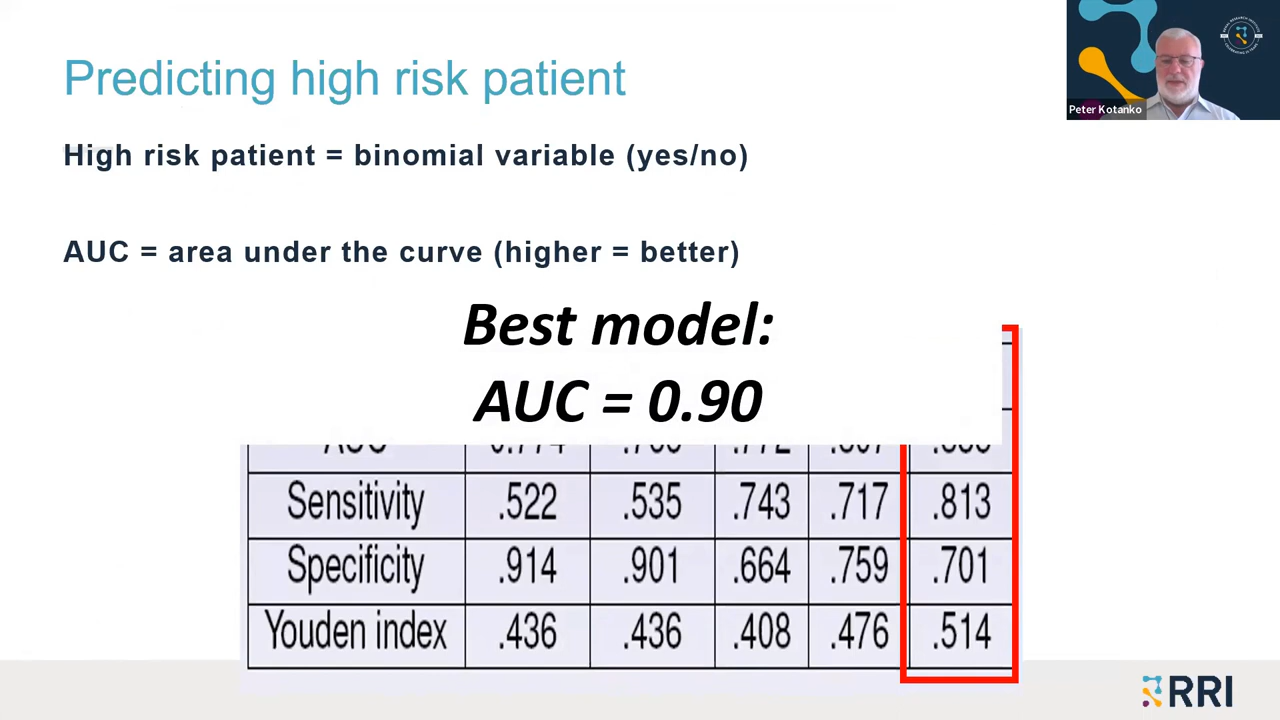 Predicting high risk patient
Peter Kotanko
High risk patient = binomial variable (yes/no)
AUC = area under the curve (higher = better)
Best model:
AUC = 0.90
Sensitivity .522 .535 .743 .717 .813
Specificity .914 .901 .664 .759 .701
Youden index .436 .436 .408 .476 .514
RRI